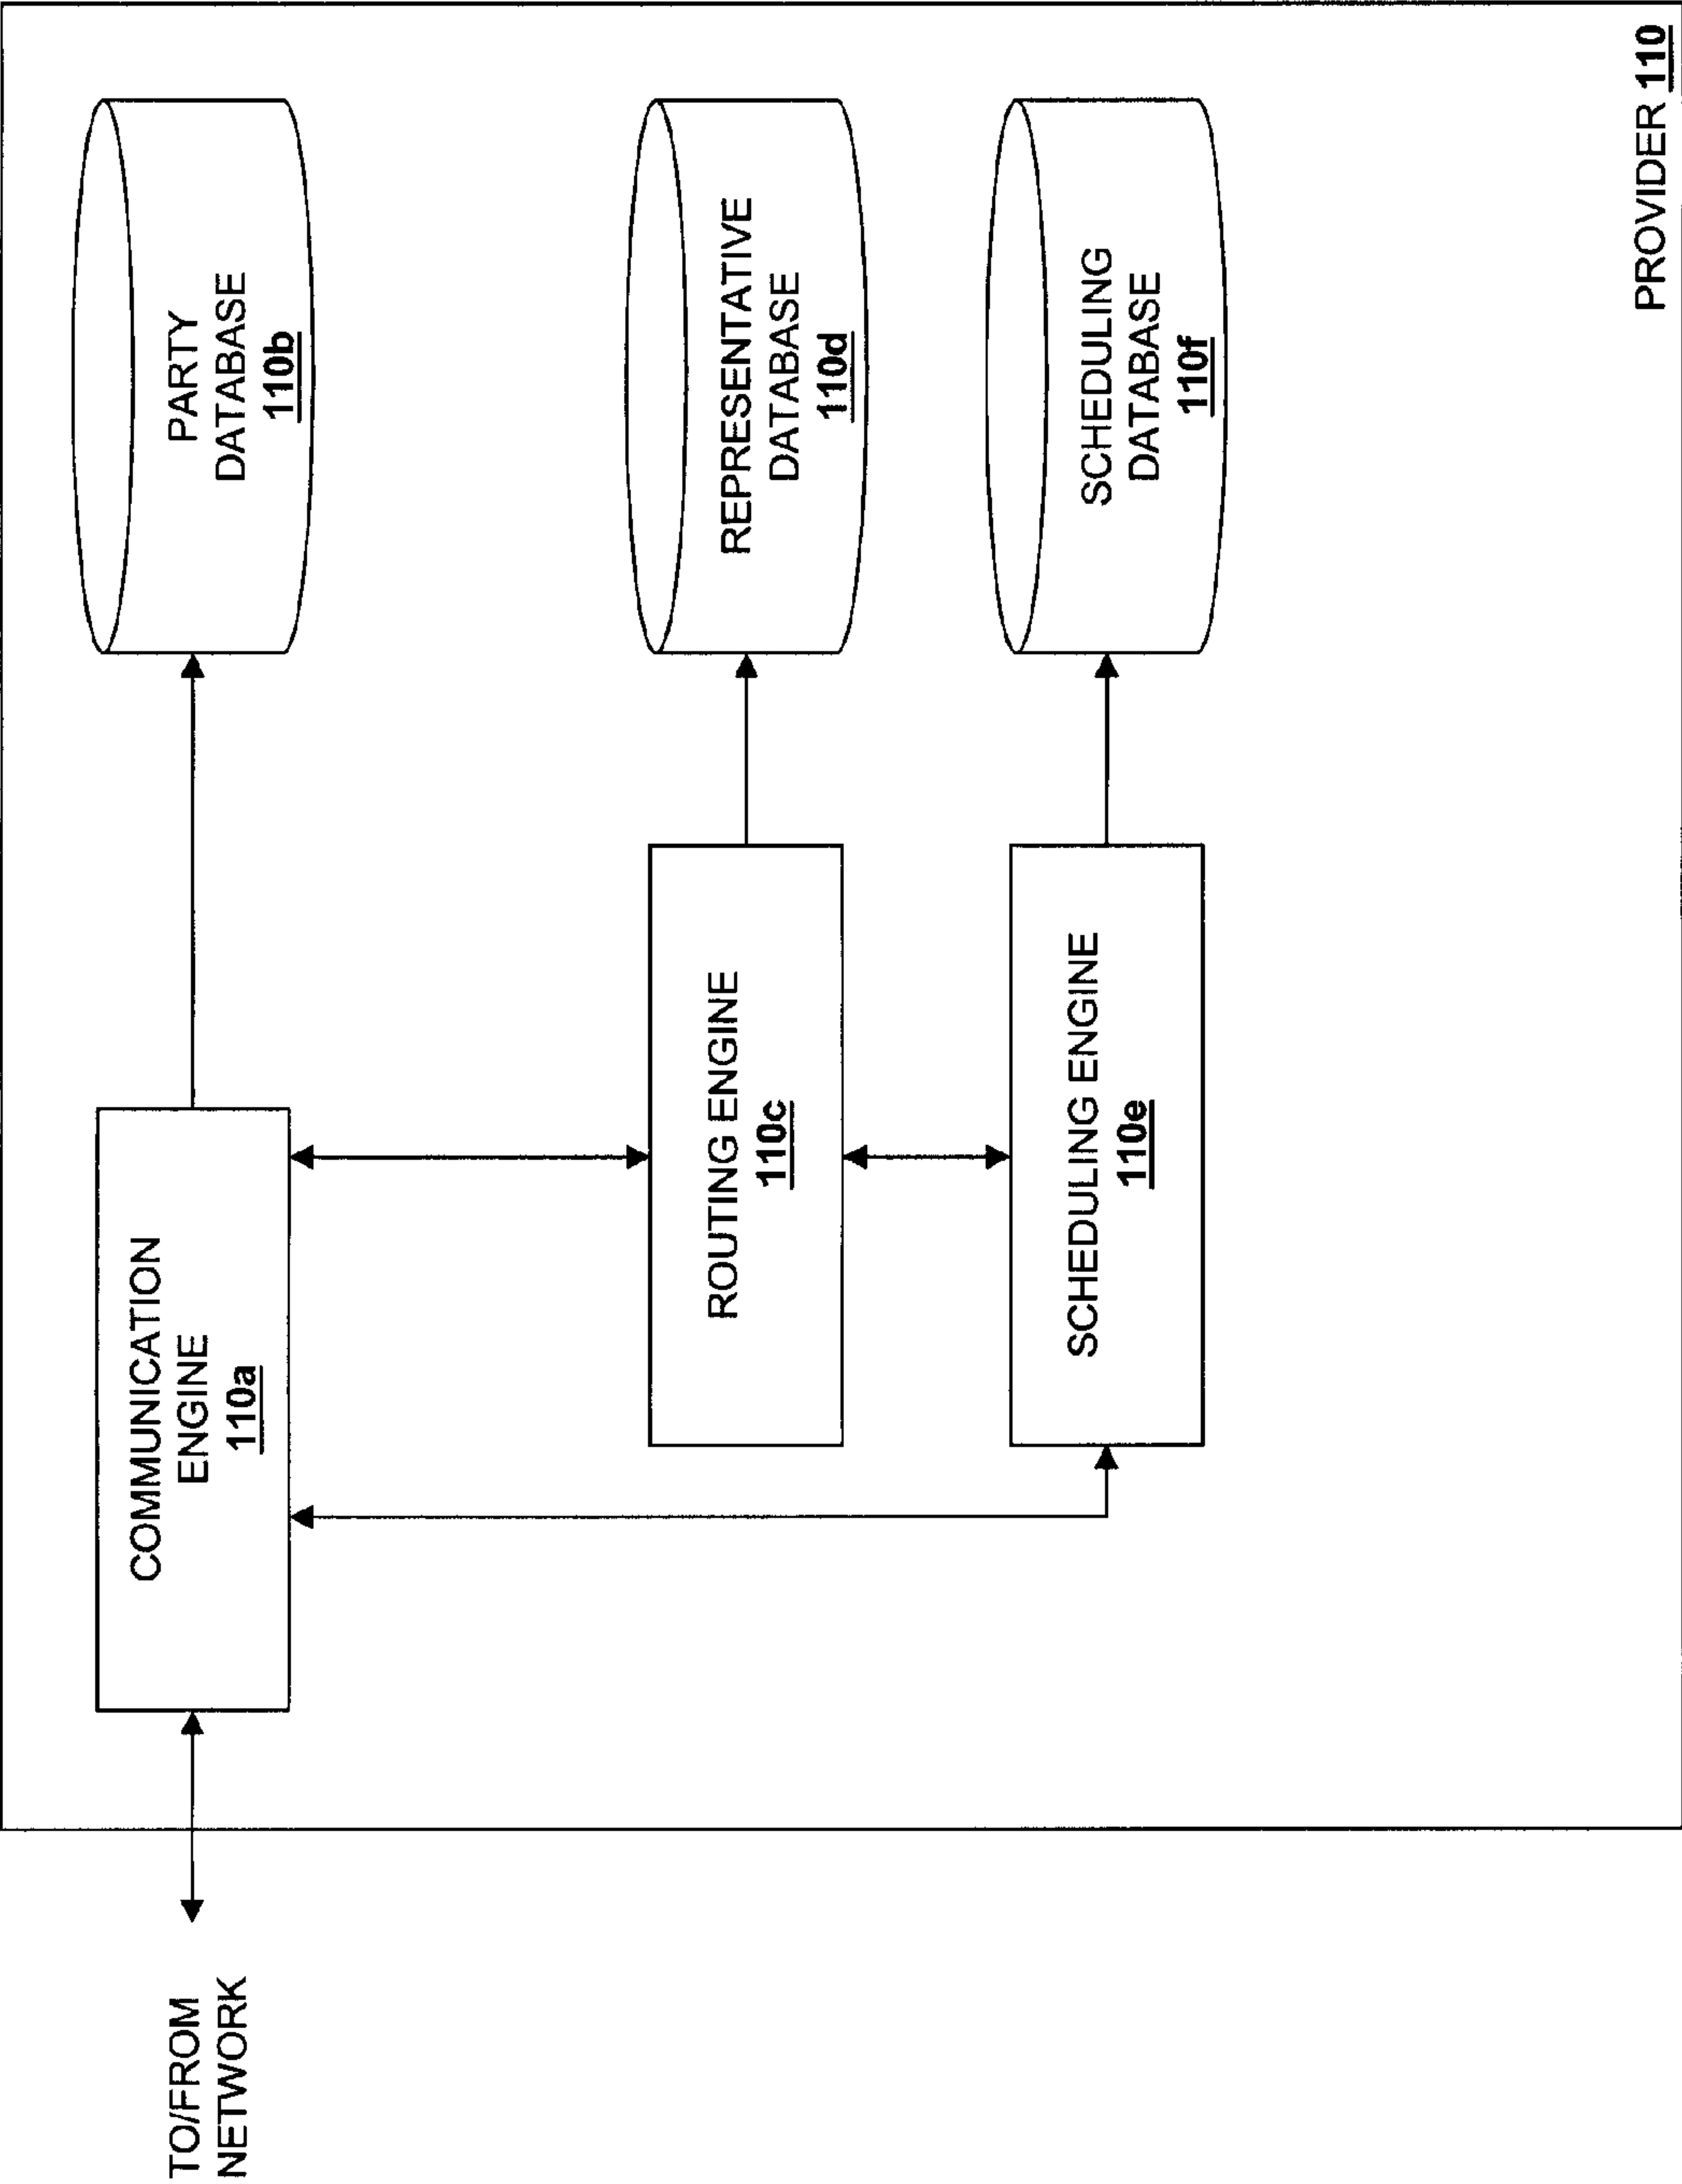 TO/FROM
NETWORK
COMMUNICATION
ENGINE
110a
PARTY
DATABASE
110b
ROUTING ENGINE
110c
REPRESENTATIVE
DATABASE
110d
SCHEDULING ENGINE
110e
SCHEDULING
DATABASE
110f
PROVIDER 110